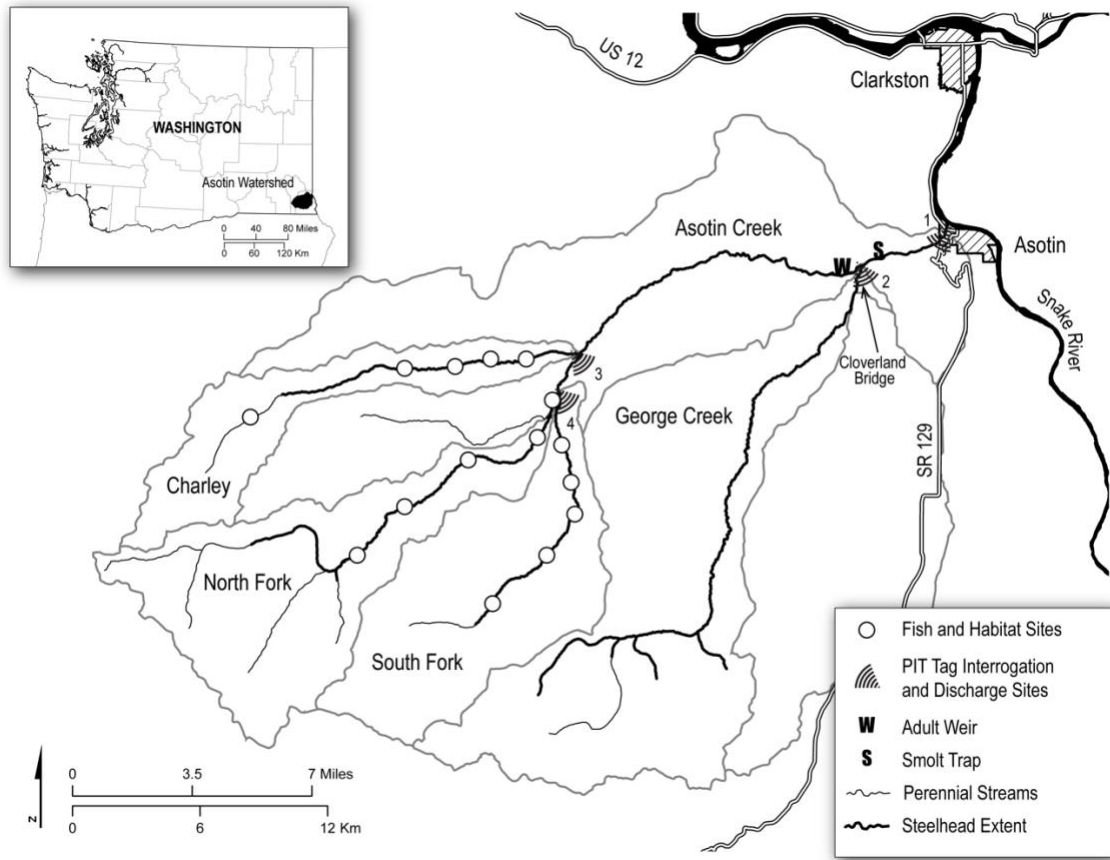 WASHINGTON
Asotin Watershed
0 40 80 Miles
0 60 120 Km
US 12
Clarkston
Asotin Creek
1
Asotin
W
S
2
Cloverland
Bridge
Snake River
3
4
George Creek
SR 129
Charley
North Fork
South Fork
Fish and Habitat Sites
PIT Tag Interrogation
and Discharge Sites
W Adult Weir
S Smolt Trap
Perennial Streams
Steelhead Extent
0 3.5 7 Miles
0 6 12 Km
N